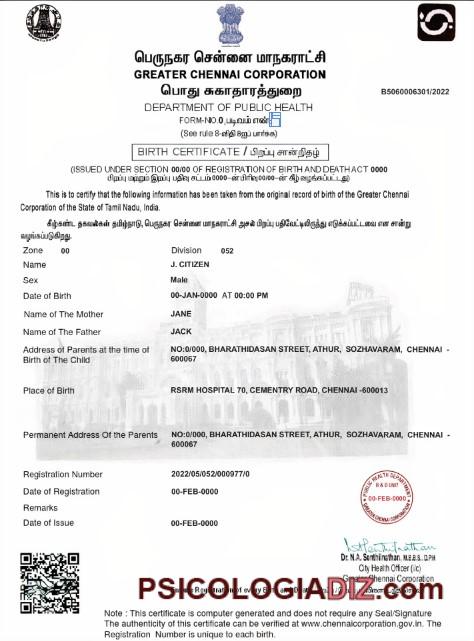 பெருநகர சென்னை மாநகராட்சி
GREATER CHENNAI CORPORATION
பொது சுகாதாரத்துறை
B5060006301/2022
DEPARTMENT OF PUBLIC HEALTH
FORM-NO.0,படிவம் எண்
(See rule 8-விதி 8ஐப் பார்க்க)
BIRTH CERTIFICATE / பிறப்பு சான்றிதழ்
(ISSUED UNDER SECTION 00/00 OF REGISTRATION OF BIRTH AND DEATH ACT 0000
பிறப்பு மற்றும் இறப்பு பதிவு சட்டம் 0000
This is to certify that the following information has been taken from the original record of birth of the Greater Chennai
Corporation of the State of Tamil Nadu, India.
கீழ்கண்ட தகவல்கள் தமிழ்நாடு, பெருநகர சென்னை மாநகராட்சி அசல் பிறப்பு பதிவேட்டிலிருந்து எடுக்கப்பட்டவை என சான்று
வழங்கப்படுகிறது.
Zone 00 Division 052
Name J. CITIZEN
Sex Male
Date of Birth 00-JAN-0000 AT 00:00 PM
Name of The Mother JANE
Name of The Father JACK
Address of Parents at the time of NO:0/000, BHARATHIDASAN STREET, ATHUR, SOZHAVARAM, CHENNAI -
Birth of The Child 600067
Place of Birth RSRM HOSPITAL 70, CEMENTRY ROAD, CHENNAI -600013
Permanent Address Of the Parents NO:0/000, BHARATHIDASAN STREET, ATHUR, SOZHAVARAM, CHENNAI -
600067
Registration Number 2022/05/052/000977/0
Date of Registration 00-FEB-0000
Remarks
Date of Issue 00-FEB-0000
PUBLIC HEALTH DEPARTMENT
B & D UNIT
00-FEB-0000
GREATER CHENNAI CORPORATION
Dr. N.A. Senthilnathan, M.B.B.S., D.P.H
City Health Officer (i/c)
Greater Chennai Corporation
PSICOLOGIADIZ.com
Note : This certificate is computer generated and does not require any Seal/Signature
The authenticity of this certificate can be verified at www.chennaicorporation.gov.in. The
Registration Number is unique to each birth.